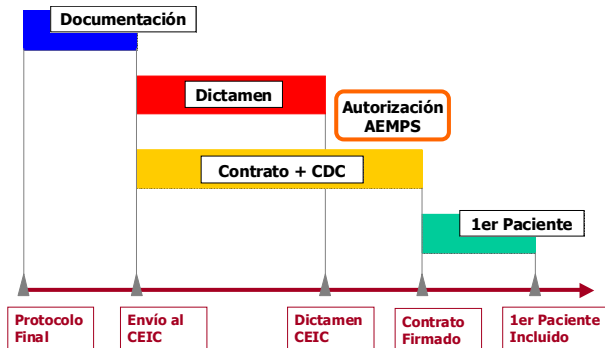 Documentación
Dictamen
Autorización
AEMPS
Contrato + CDC
1er Paciente
Protocolo
Final
Envío al
CEIC
Dictamen
CEIC
Contrato
Firmado
1er Paciente
Incluido